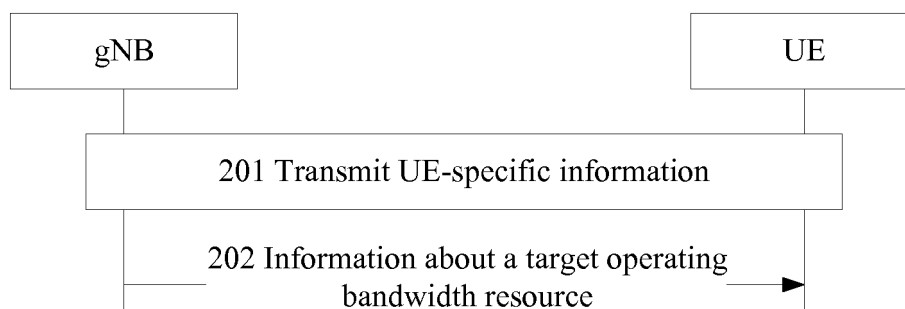 gNB
UE
201 Transmit UE-specific information
202 Information about a target operating
bandwidth resource